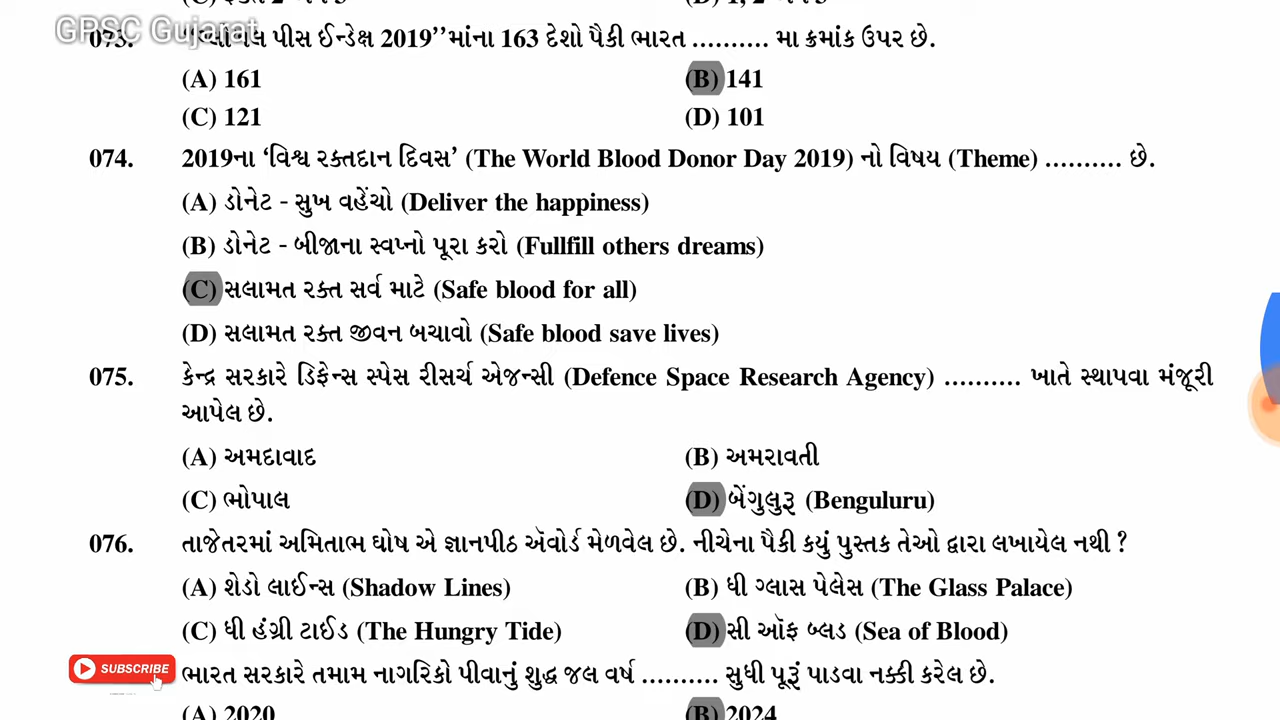 GPSC Gujarat
073. પીસ ઈન્ડેક્ષ 2019”માંના 163 દેશો પૈકી ભારત .......... મા ક્રમાંક ઉપર છે.
(A) 161 (B) 141
(C) 121 (D) 101
074. 2019ના ‘વિશ્વ રક્તદાન દિવસ’ (The World Blood Donor Day 2019) નો વિષય (Theme) .......... છે.
(A) ડોનેટ - સુખ વહેંચો (Deliver the happiness)
(B) ડોનેટ - બીજાના સ્વપ્નો પૂરા કરો (Fullfill others dreams)
(C) સલામત રક્ત સર્વ માટે (Safe blood for all)
(D) સલામત રક્ત જીવન બચાવો (Safe blood save lives)
075. કેન્દ્ર સરકારે ડિફેન્સ સ્પેસ રીસર્ચ એજન્સી (Defence Space Research Agency) .......... ખાતે સ્થાપવા મંજૂરી
આપેલ છે.
(A) અમદાવાદ (B) અમરાવતી
(C) ભોપાલ (D) બેંગુલુરૂ (Benguluru)
076. તાજેતરમાં અમિતાભ ઘોષ એ જ્ઞાનપીઠ ઍવોર્ડ મેળવેલ છે. નીચેના પૈકી કયું પુસ્તક તેઓ દ્વારા લખાયેલ નથી ?
(A) શેડો લાઈન્સ (Shadow Lines) (B) ધી ગ્લાસ પેલેસ (The Glass Palace)
(C) ધી હંગ્રી ટાઈડ (The Hungry Tide) (D) સી ઑફ બ્લડ (Sea of Blood)
SUBSCRIBE ભારત સરકારે તમામ નાગરિકો પીવાનું શુદ્ધ જલ વર્ષ .......... સુધી પૂરૂં પાડવા નક્કી કરેલ છે.
(A) 2020 (B) 2024